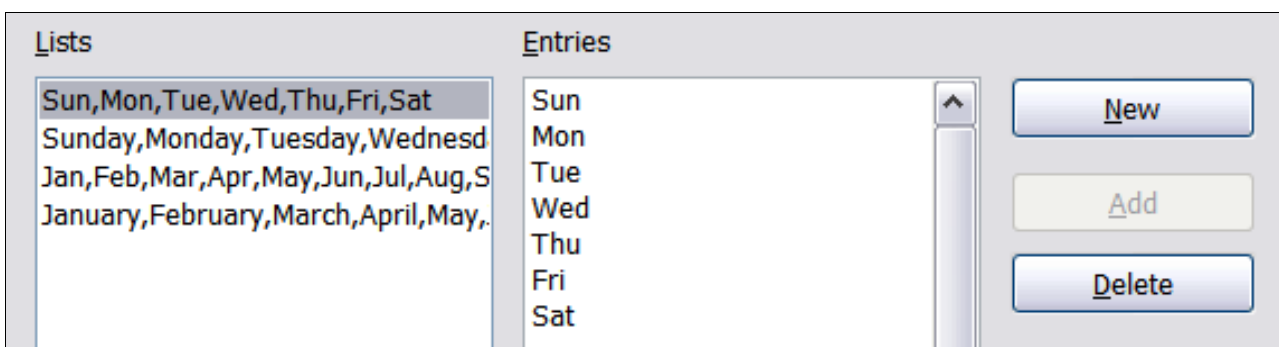 Lists
Entries
Sun,Mon,Tue,Wed,Thu,Fri,Sat
Sunday,Monday,Tuesday,Wednesd
Jan,Feb,Mar,Apr,May,Jun,Jul,Aug,S
January,February,March,April,May,.
Sun
Mon
Tue
Wed
Thu
Fri
Sat
New
Add
Delete